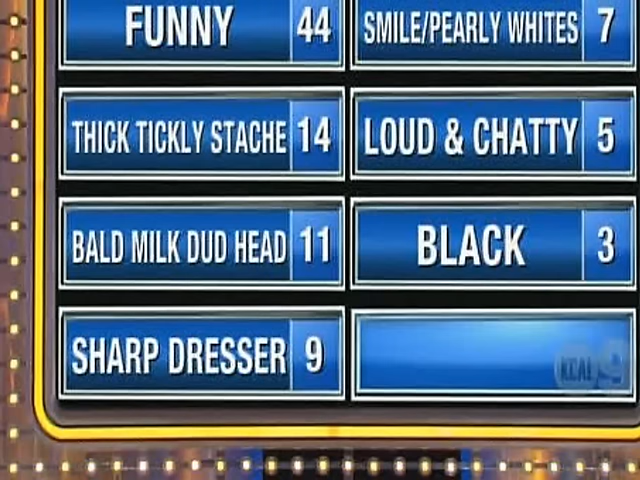 FUNNY 44
THICK TICKLY STACHE 14
BALD MILK DUD HEAD 11
SHARP DRESSER 9
SMILE/PEARLY WHITES 7
LOUD & CHATTY 5
BLACK 3
KCAL 9